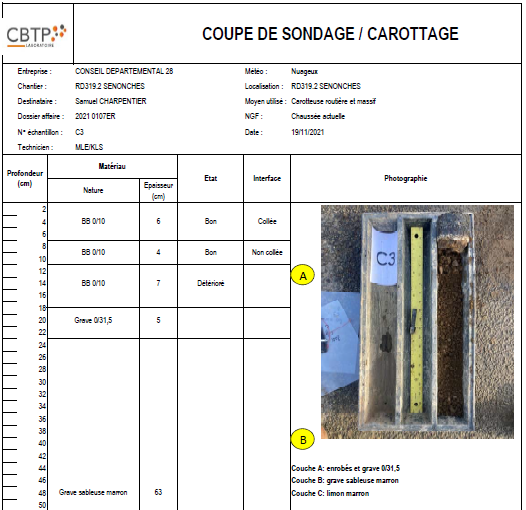 CBTP
LABORATOIRE
COUPE DE SONDAGE / CAROTTAGE
Entreprise : CONSEIL DEPARTEMENTAL 28 Météo : Nuageux
Chantier : RD319.2 SENONCHES Localisation : RD319.2 SENONCHES
Destinataire : Samuel CHARPENTIER Moyen utilisé : Carotteuse routière et massif
Dossier affaire : 2021 0107ER NGF : Chaussée actuelle
N° échantillon : C3 Date : 19/11/2021
Technicien : MLE/KLS
Profondeur (cm) Matériau Etat Interface Photographie
Nature Epaisseur (cm)
2
4 BB 0/10 6 Bon Collée
6
8
10 BB 0/10 4 Bon Non collée
12
14 BB 0/10 7 Détérioré
16
18
20 Grave 0/31,5 5
22
24
26
28
30
32
34
36
38
40
42
44
46
48 Grave sableuse marron 63
50
C3
A
B
Couche A: enrobés et grave 0/31,5
Couche B: grave sableuse marron
Couche C: limon marron